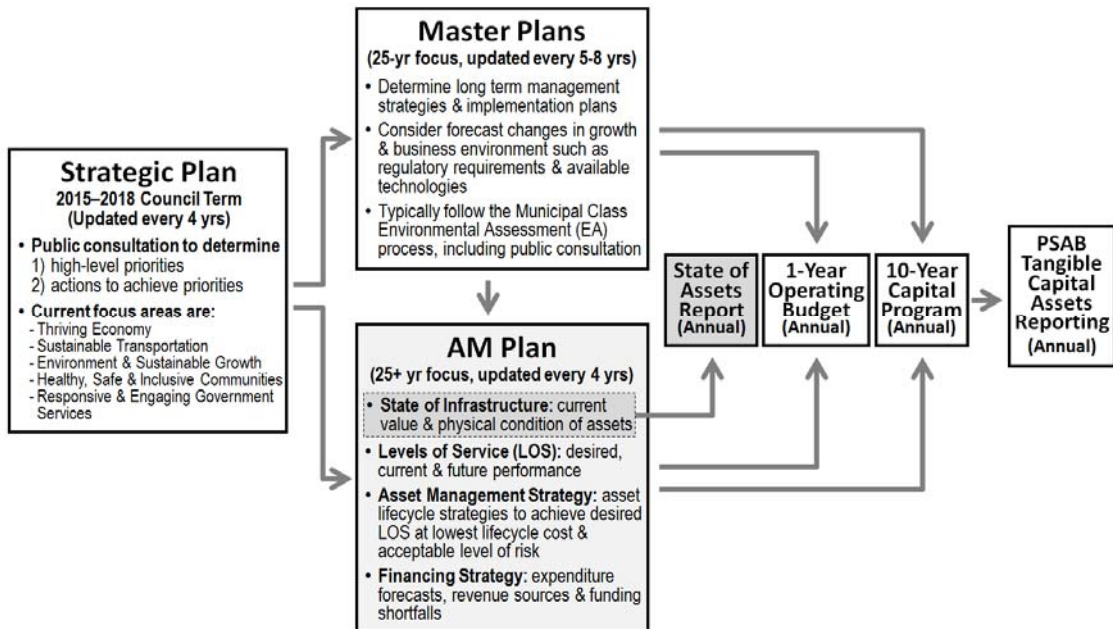 Strategic Plan
2015–2018 Council Term
(Updated every 4 yrs)
• Public consultation to determine
1) high-level priorities
2) actions to achieve priorities
• Current focus areas are:
- Thriving Economy
- Sustainable Transportation
- Environment & Sustainable Growth
- Healthy, Safe & Inclusive Communities
- Responsive & Engaging Government
Services
Master Plans
(25-yr focus, updated every 5-8 yrs)
• Determine long term management
strategies & implementation plans
• Consider forecast changes in growth
& business environment such as
regulatory requirements & available
technologies
• Typically follow the Municipal Class
Environmental Assessment (EA)
process, including public consultation
AM Plan
(25+ yr focus, updated every 4 yrs)
• State of Infrastructure: current
value & physical condition of assets
• Levels of Service (LOS): desired,
current & future performance
• Asset Management Strategy: asset
lifecycle strategies to achieve desired
LOS at lowest lifecycle cost &
acceptable level of risk
• Financing Strategy: expenditure
forecasts, revenue sources & funding
shortfalls
State of
Assets
Report
(Annual)
1-Year
Operating
Budget
(Annual)
10-Year
Capital
Program
(Annual)
PSAB
Tangible
Capital
Assets
Reporting
(Annual)